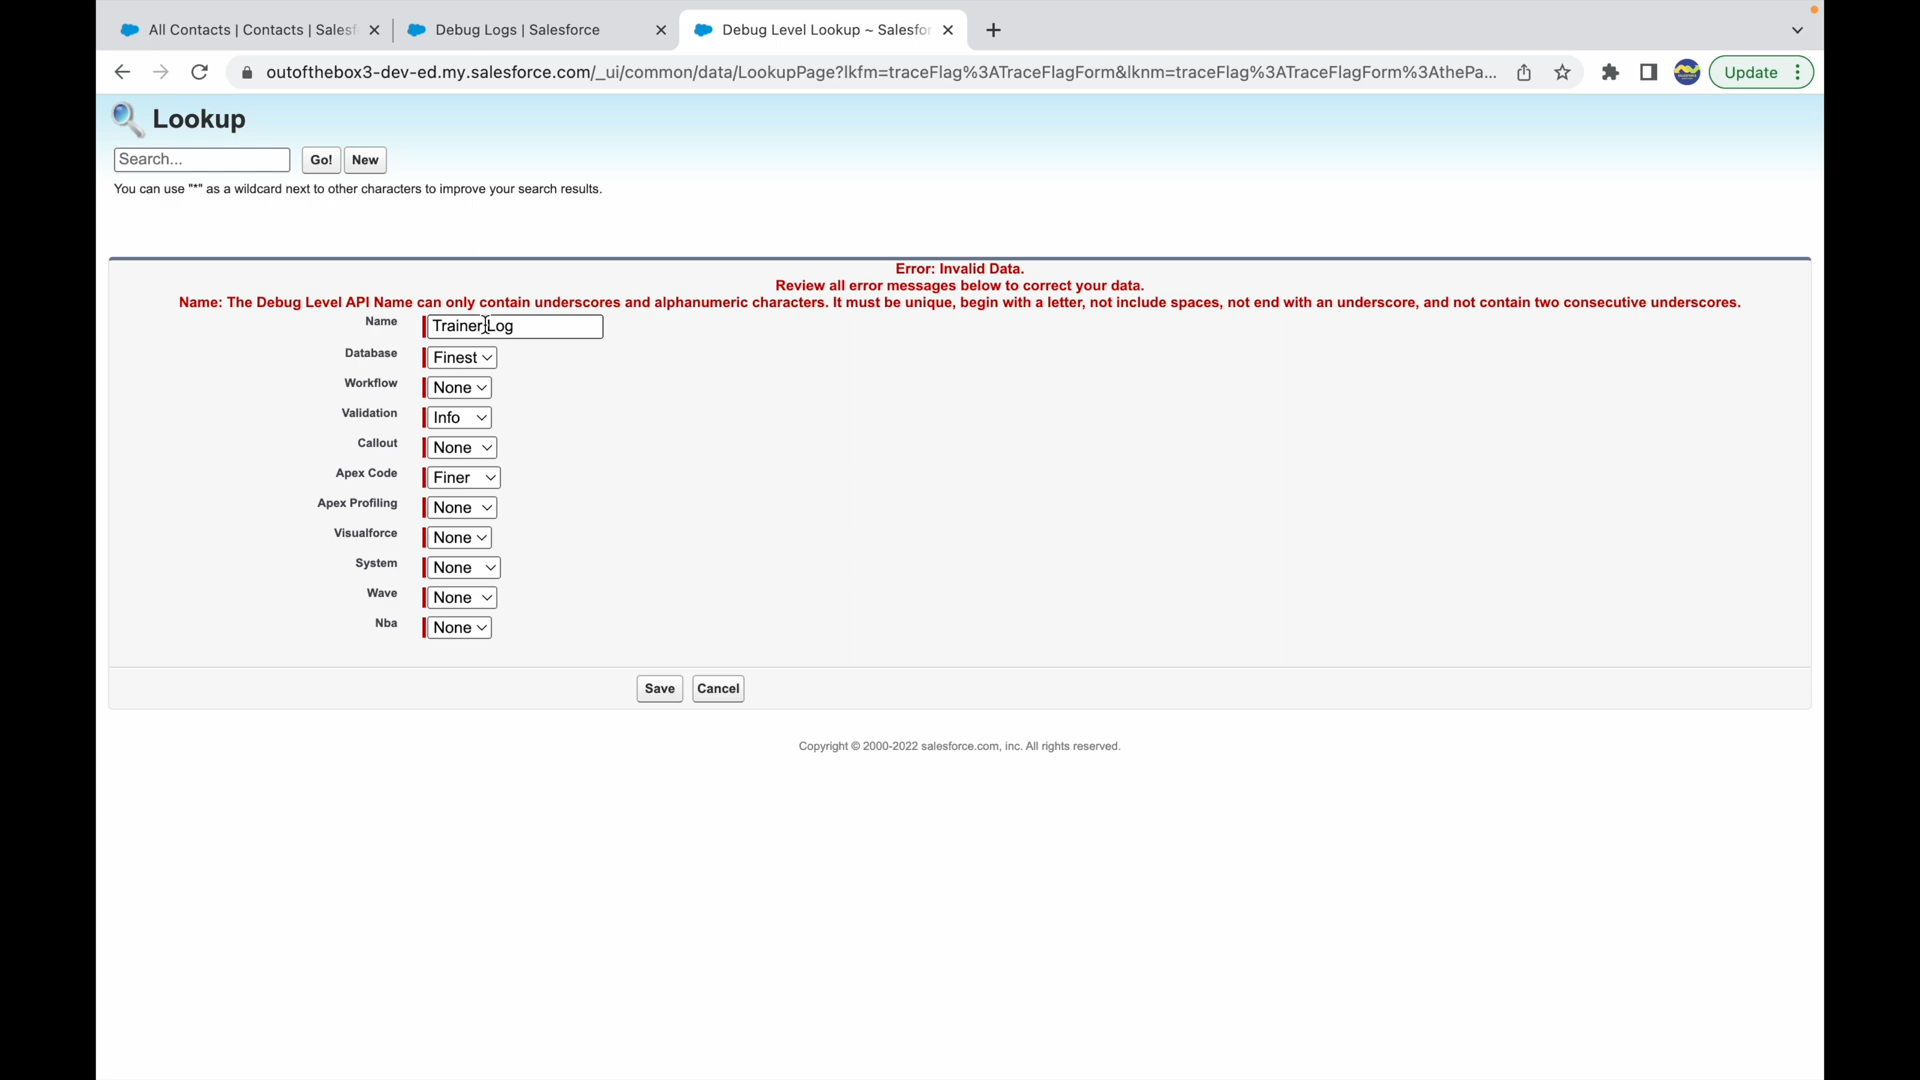 All Contacts | Contacts | Salesf
Debug Logs | Salesforce
Debug Level Lookup ~ Salesfor
outofthebox3-dev-ed.my.salesforce.com/_ui/common/data/LookupPage?lkfm=traceFlag%3ATraceFlagForm&lknm=traceFlag%3ATraceFlagForm%3AthePa...
Update
Lookup
Search...
Go!
New
You can use "*" as a wildcard next to other characters to improve your search results.
Error: Invalid Data.
Review all error messages below to correct your data.
Name: The Debug Level API Name can only contain underscores and alphanumeric characters. It must be unique, begin with a letter, not include spaces, not end with an underscore, and not contain two consecutive underscores.
Name Trainer Log
Database Finest
Workflow None
Validation Info
Callout None
Apex Code Finer
Apex Profiling None
Visualforce None
System None
Wave None
Nba None
Save
Cancel
Copyright © 2000-2022 salesforce.com, inc. All rights reserved.